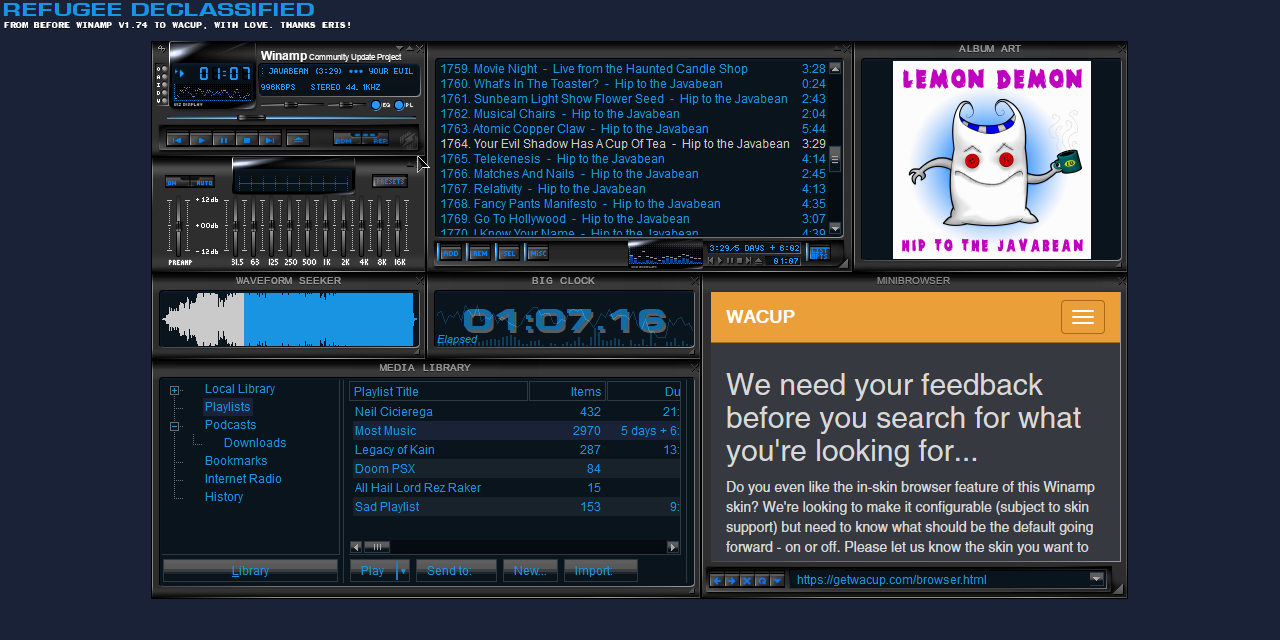 REFUGEE DECLASSIFIED
FROM BEFORE WINAMP V1.74 TO WACUP, WITH LOVE. THANKS ERIS!
Winamp Community Update Project
01:07
: JAVABEAN (3:29) *** YOUR EVIL
996KBPS STEREO 44.1KHZ
VIZ DISPLAY
EQ
PL
ON AUTO
PRESETS
+12db
+00db
-12db
PREAMP 31.5 63 125 250 500 1K 2K 4K 8K 16K
1759. Movie Night - Live from the Haunted Candle Shop 3:28
1760. What's In The Toaster? - Hip to the Javabean 0:24
1761. Sunbeam Light Show Flower Seed - Hip to the Javabean 2:43
1762. Musical Chairs - Hip to the Javabean 2:04
1763. Atomic Copper Claw - Hip to the Javabean 5:44
1764. Your Evil Shadow Has A Cup Of Tea - Hip to the Javabean 3:29
1765. Telekenesis - Hip to the Javabean 4:14
1766. Matches And Nails - Hip to the Javabean 2:45
1767. Relativity - Hip to the Javabean 4:13
1768. Fancy Pants Manifesto - Hip to the Javabean 4:35
1769. Go To Hollywood - Hip to the Javabean 3:07
1770. I Know Your Name - Hip to the Javabean 4:39
ADD REM SEL MISC
3:29/5 DAYS + 6:02
01:07
ALBUM ART
LEMON DEMON
HIP TO THE JAVABEAN
WAVEFORM SEEKER
BIG CLOCK
01:07.16
Elapsed
MEDIA LIBRARY
Local Library
Playlists
Podcasts
Downloads
Bookmarks
Internet Radio
History
Library
Playlist Title Items Du
Neil Cicierega 432 21:
Most Music 2970 5 days + 6:
Legacy of Kain 287 13:
Doom PSX 84
All Hail Lord Rez Raker 15
Sad Playlist 153 9:
Play Send to: New... Import:
MINIBROWSER
WACUP
We need your feedback
before you search for what
you're looking for...
Do you even like the in-skin browser feature of this Winamp
skin? We're looking to make it configurable (subject to skin
support) but need to know what should be the default going
forward - on or off. Please let us know the skin you want to
https://getwacup.com/browser.html